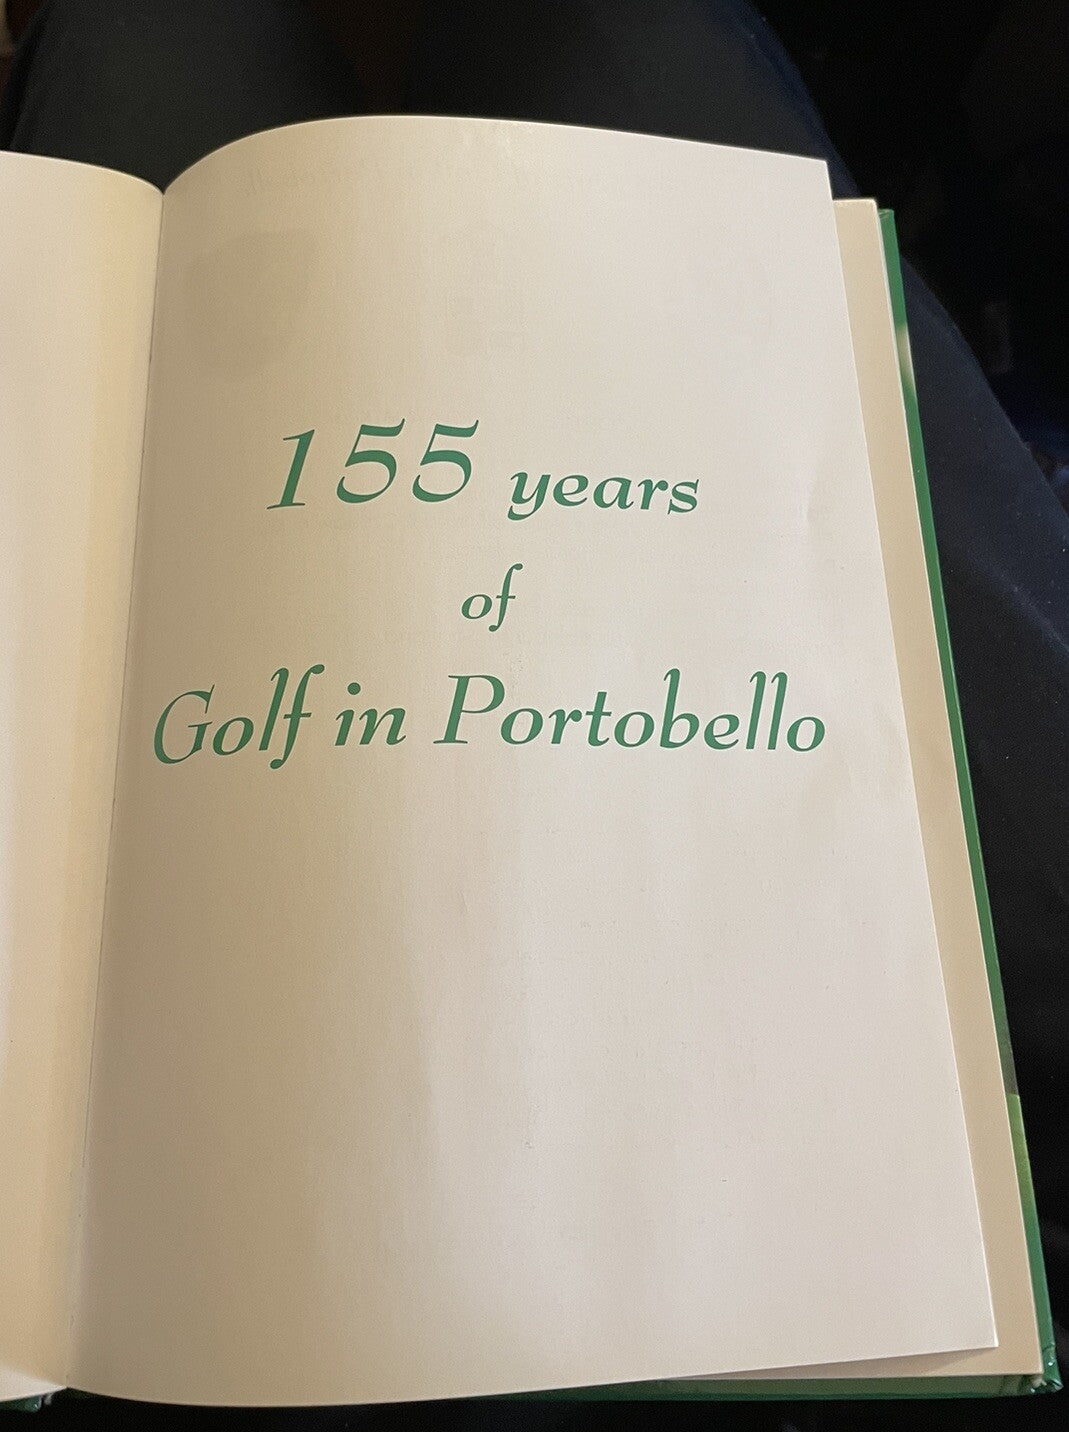 155 years
of
Golf in Portobello